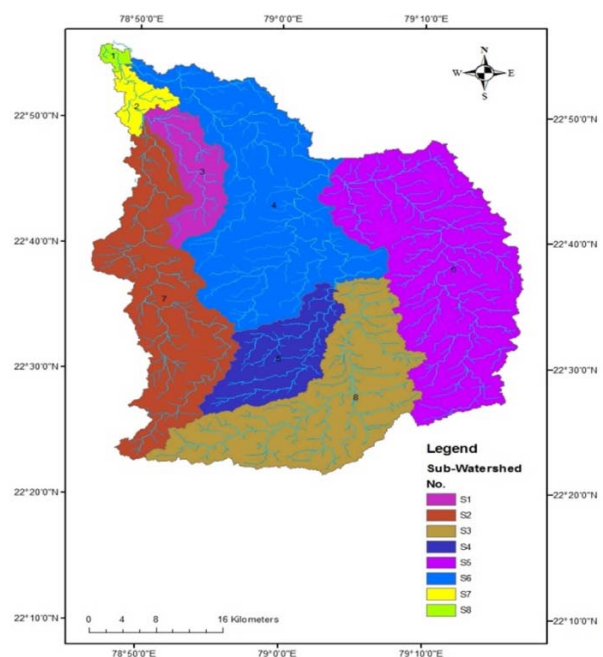 78°50'0"E 79°0'0"E 79°10'0"E
N
W E
S
22°50'0"N 22°50'0"N
22°40'0"N 22°40'0"N
22°30'0"N 22°30'0"N
22°20'0"N 22°20'0"N
22°10'0"N 22°10'0"N
1
2
3
4
6
7
5
8
Legend
Sub-Watershed
No.
S1
S2
S3
S4
S5
S6
S7
S8
0 4 8 16 Kilometers
78°50'0"E 79°0'0"E 79°10'0"E